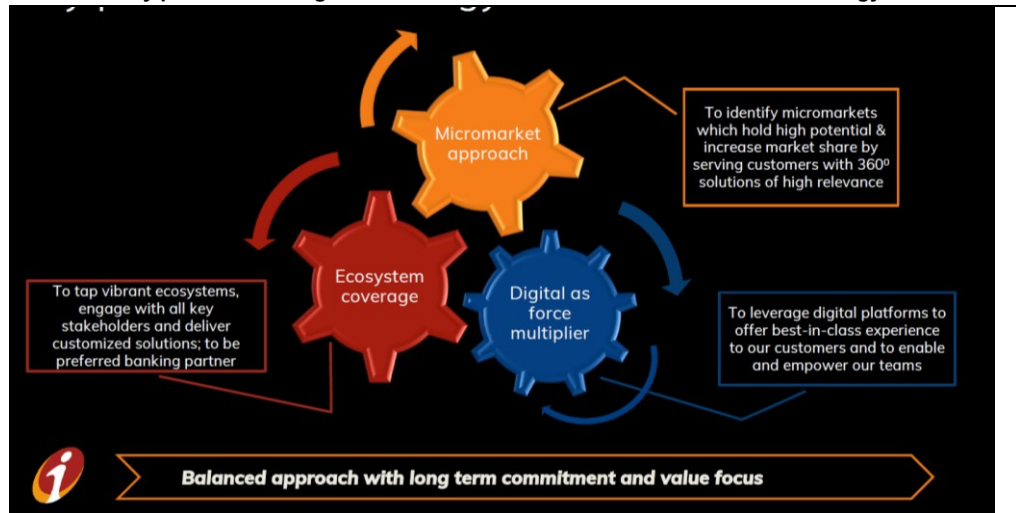 Micromarket
approach
To identify micromarkets
which hold high potential &
increase market share by
serving customers with 360º
solutions of high relevance
Ecosystem
coverage
To tap vibrant ecosystems,
engage with all key
stakeholders and deliver
customized solutions; to be
preferred banking partner
Digital as
force
multiplier
To leverage digital platforms to
offer best-in-class experience
to our customers and to enable
and empower our teams
Balanced approach with long term commitment and value focus